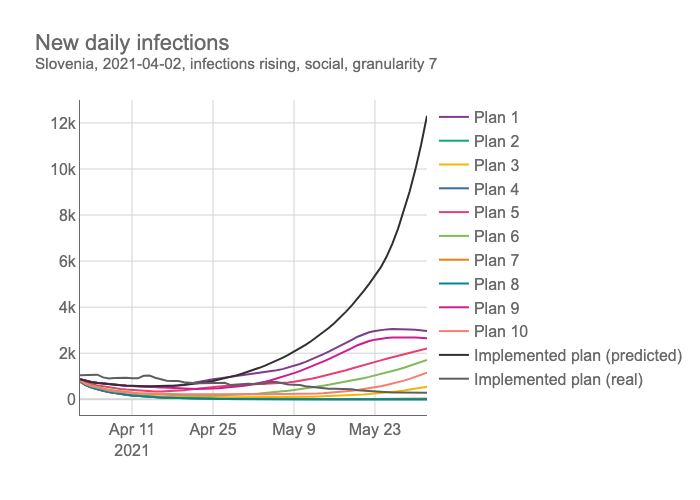 New daily infections
Slovenia, 2021-04-02, infections rising, social, granularity 7
12k
10k
8k
6k
4k
2k
0
Apr 11
2021
Apr 25
May 9
May 23
Plan 1
Plan 2
Plan 3
Plan 4
Plan 5
Plan 6
Plan 7
Plan 8
Plan 9
Plan 10
Implemented plan (predicted)
Implemented plan (real)